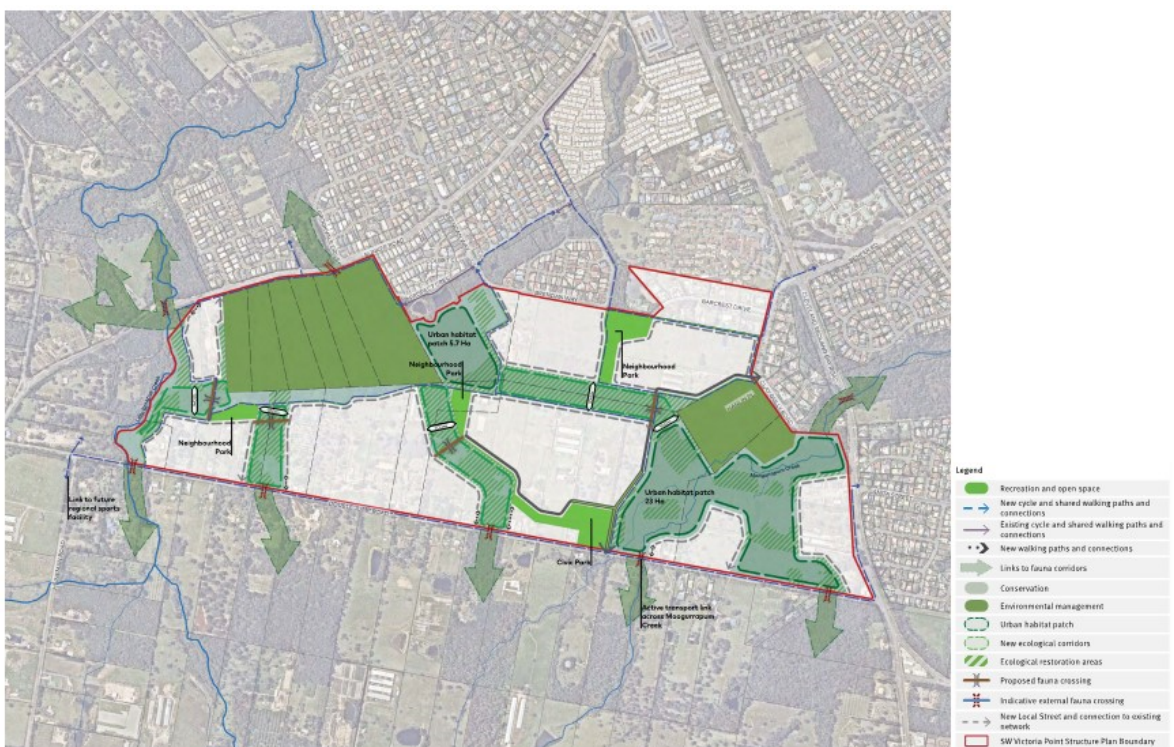 BARCREST DRIVE
Urban habitat
patch 5.7 Ha
Neighbourhood
Park
Neighbourhood
Park
Neighbourhood
Park
Link to future
regional sports
facility
Urban habitat patch
23 Ha
Civic Park
Active transport link
across Moogurrapum
Creek
Legend
Recreation and open space
New cycle and shared walking paths and
connections
Existing cycle and shared walking paths and
connections
New walking paths and connections
Links to fauna corridors
Conservation
Environmental management
Urban habitat patch
New ecological corridors
Ecological restoration areas
Proposed fauna crossing
Indicative external fauna crossing
New Local Street and connection to existing
network
SW Victoria Point Structure Plan Boundary